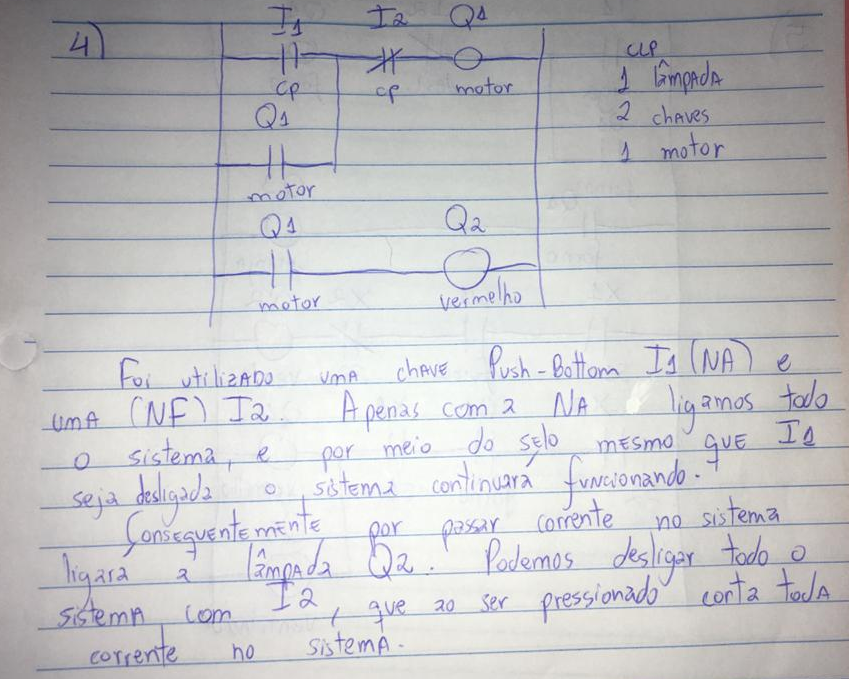 4)
I1 I2 Q1
CP CP motor
Q1
motor
Q1 Q2
motor vermelho
CLP
1 lâmpada
2 chaves
1 motor
Foi utilizado uma chave Push-Bottom I1 (NA) e
uma (NF) I2. Apenas com a NA ligamos todo
o sistema, e por meio do selo mesmo que I1
seja desligada o sistema continuará funcionando.
Consequentemente por passar corrente no sistema
ligará a lâmpada Q2. Podemos desligar todo o
sistema com I2, que ao ser pressionado corta toda
corrente no sistema.